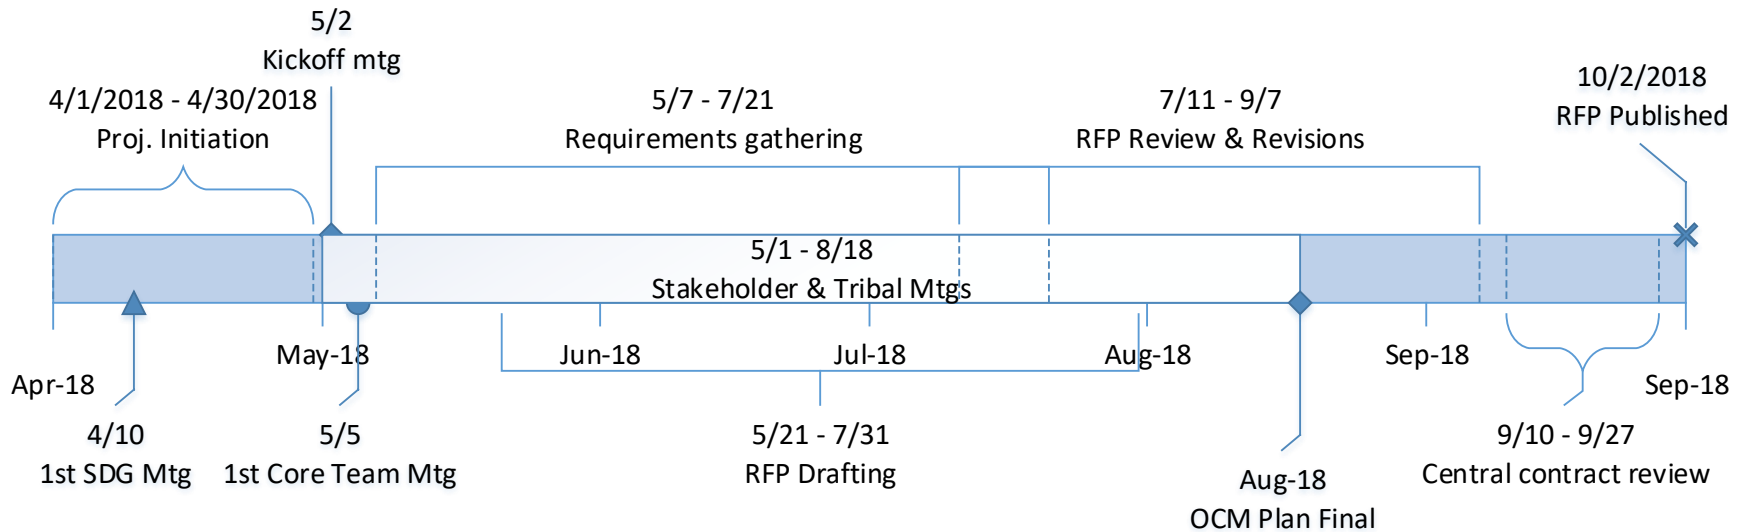 5/2
Kickoff mtg
4/1/2018 - 4/30/2018
Proj. Initiation
5/7 - 7/21
Requirements gathering
7/11 - 9/7
RFP Review & Revisions
10/2/2018
RFP Published
5/1 - 8/18
Stakeholder & Tribal Mtgs
Apr-18
May-18
Jun-18
Jul-18
Aug-18
Sep-18
Sep-18
4/10
1st SDG Mtg
5/5
1st Core Team Mtg
5/21 - 7/31
RFP Drafting
Aug-18
OCM Plan Final
9/10 - 9/27
Central contract review